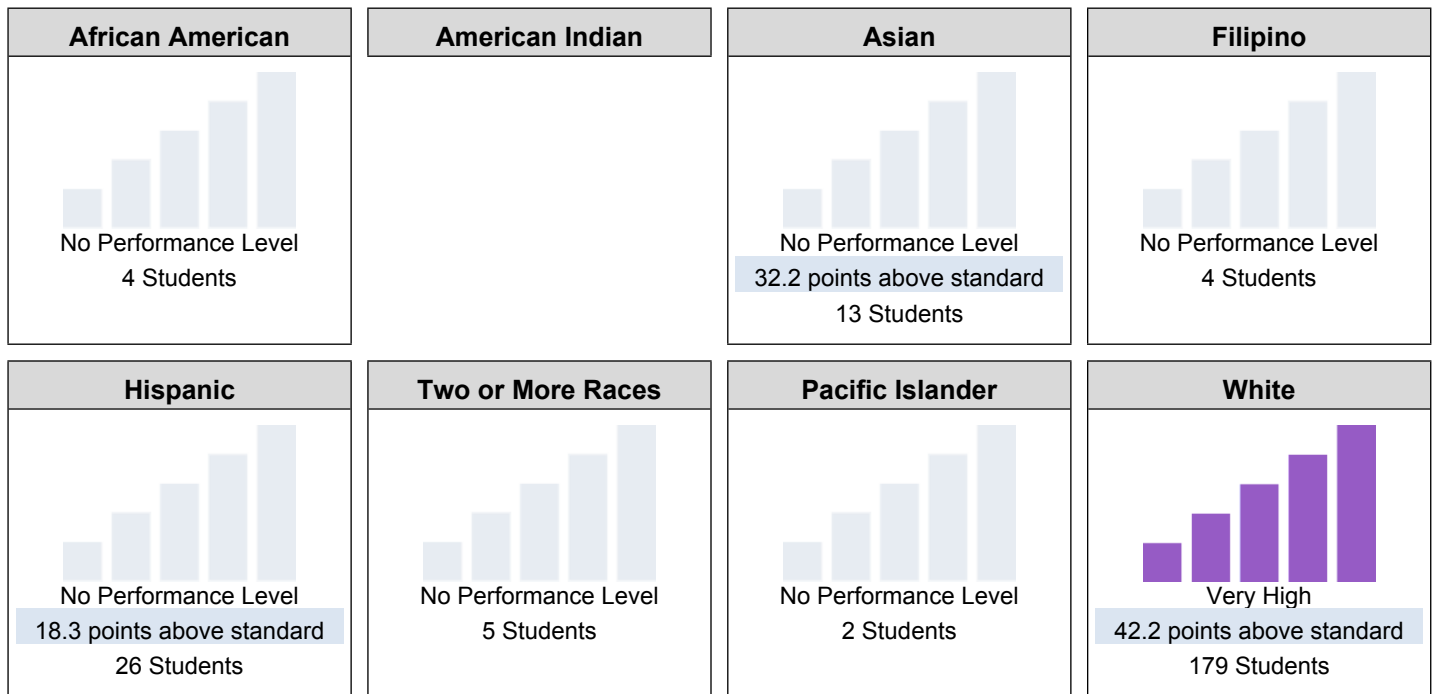 African American
No Performance Level
4 Students
American Indian
Asian
No Performance Level
32.2 points above standard
13 Students
Filipino
No Performance Level
4 Students
Hispanic
No Performance Level
18.3 points above standard
26 Students
Two or More Races
No Performance Level
5 Students
Pacific Islander
No Performance Level
2 Students
White
Very High
42.2 points above standard
179 Students